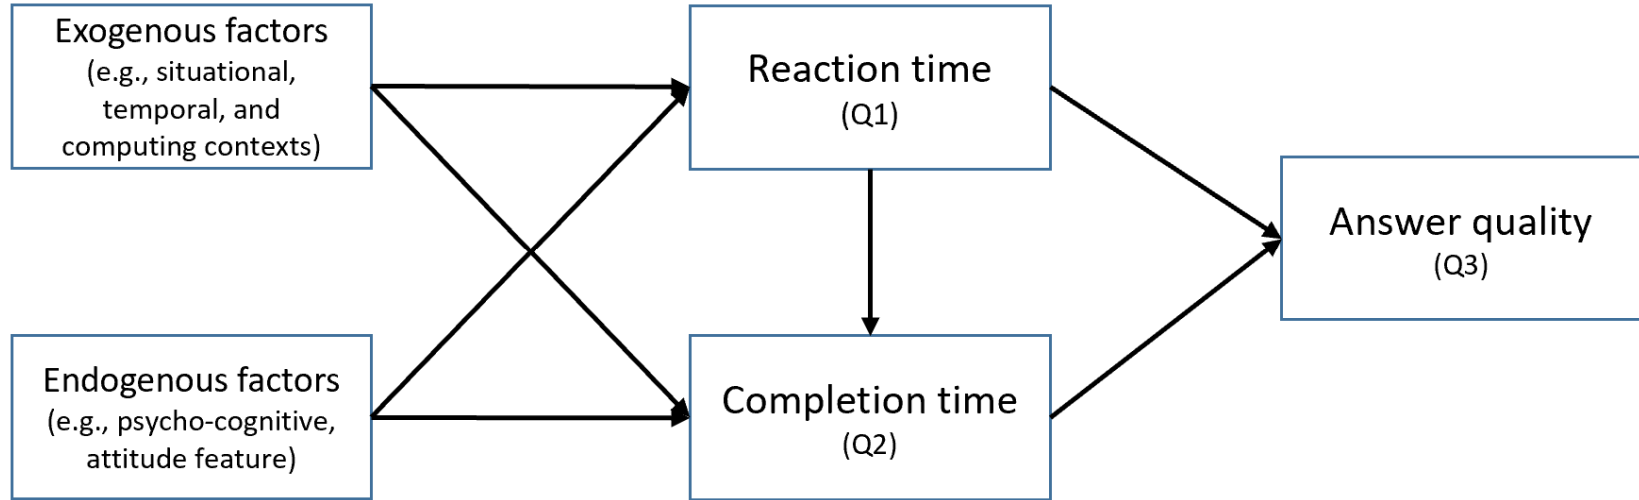 Exogenous factors
(e.g., situational,
temporal, and
computing contexts)
Reaction time
(Q1)
Answer quality
(Q3)
Endogenous factors
(e.g., psycho-cognitive,
attitude feature)
Completion time
(Q2)